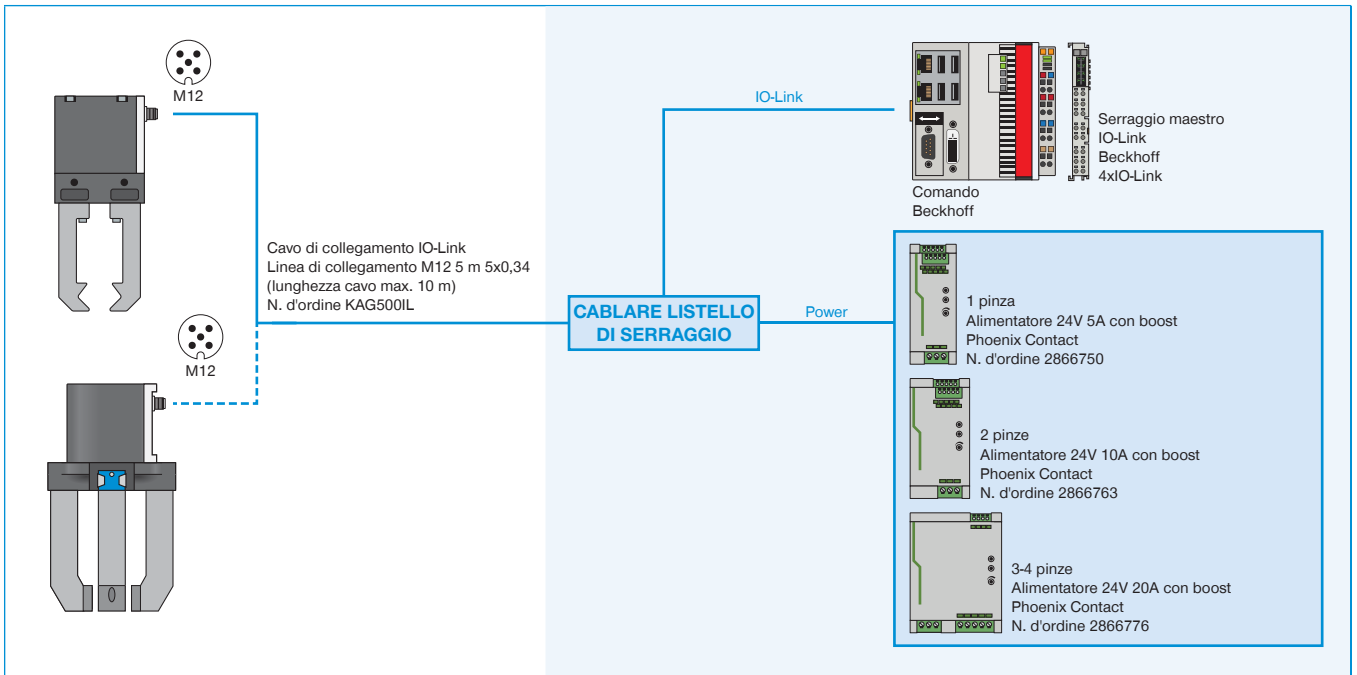 M12
Cavo di collegamento IO-Link
Linea di collegamento M12 5 m 5x0,34
(lunghezza cavo max. 10 m)
N. d'ordine KAG500IL
M12
CABLARE LISTELLO
DI SERRAGGIO
IO-Link
Comando
Beckhoff
Serraggio maestro
IO-Link
Beckhoff
4xIO-Link
Power
1 pinza
Alimentatore 24V 5A con boost
Phoenix Contact
N. d'ordine 2866750
2 pinze
Alimentatore 24V 10A con boost
Phoenix Contact
N. d'ordine 2866763
3-4 pinze
Alimentatore 24V 20A con boost
Phoenix Contact
N. d'ordine 2866776